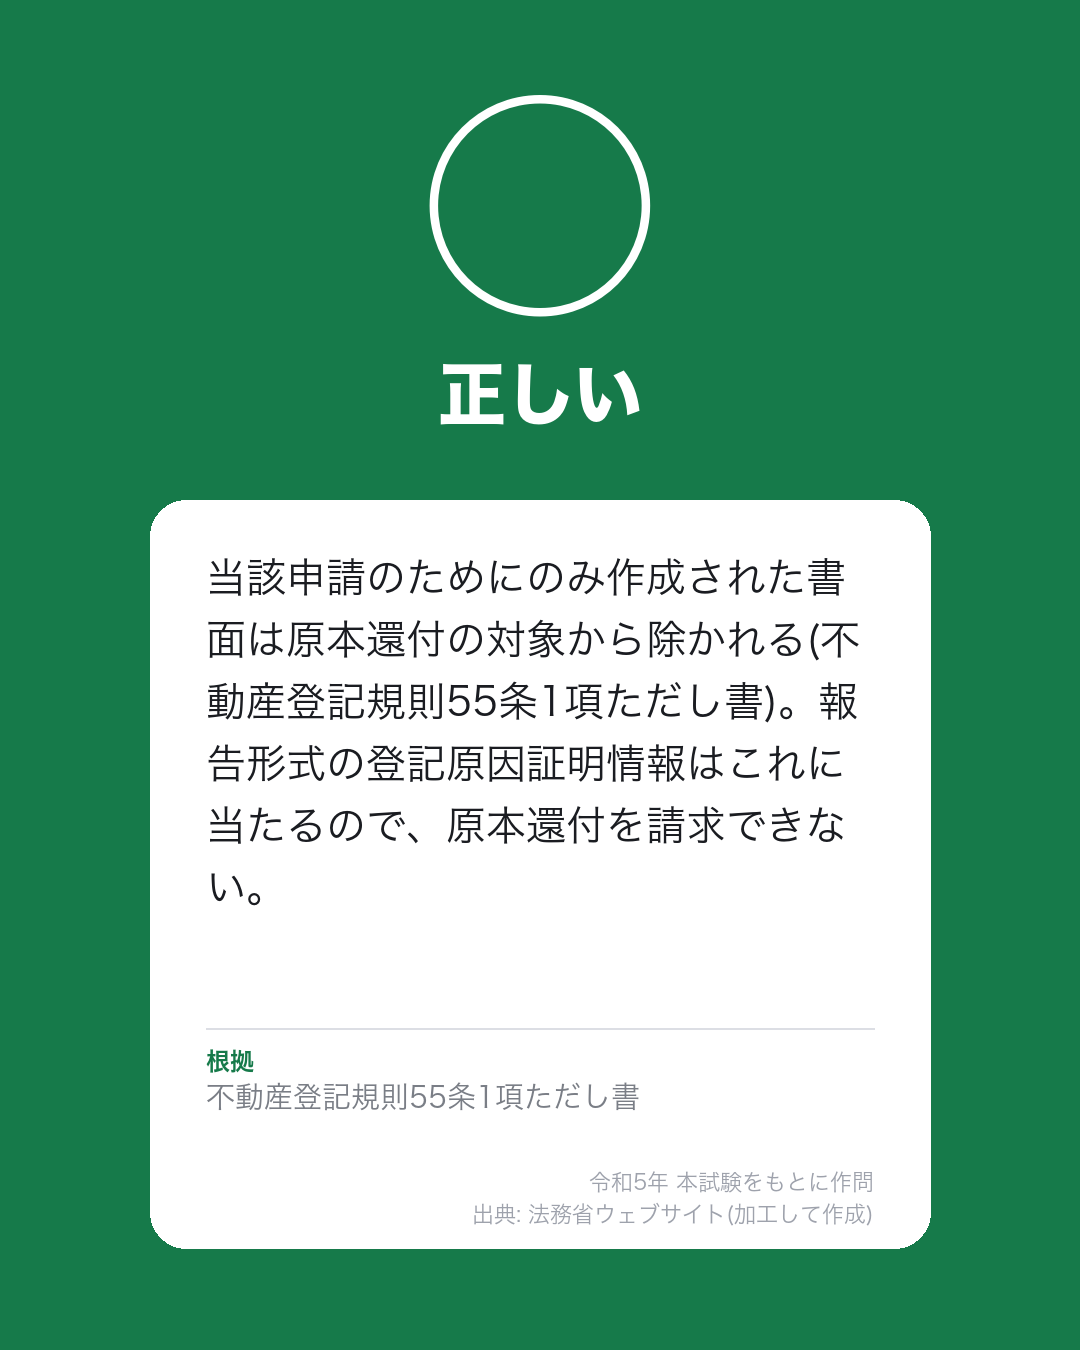 正しい
当該申請のためにのみ作成された書
面は原本還付の対象から除かれる(不
動産登記規則55条1項ただし書)。報
告形式の登記原因証明情報はこれに
当たるので、原本還付を請求できな
い。
根拠
不動産登記規則55条1項ただし書
令和5年 本試験をもとに作問
出典: 法務省ウェブサイト(加工して作成)